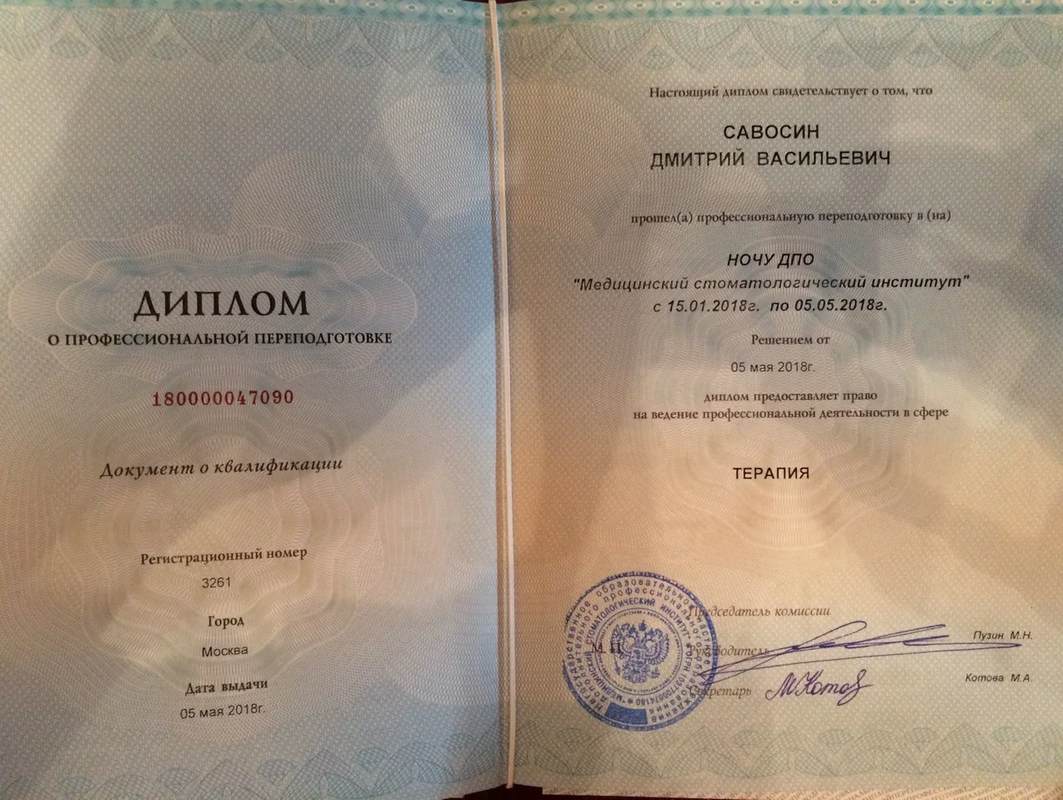 ДИПЛОМ
О ПРОФЕССИОНАЛЬНОЙ ПЕРЕПОДГОТОВКЕ
180000047090
Документ о квалификации
Регистрационный номер
3261
Город
Москва
Дата выдачи
05 мая 2018г.
Настоящий диплом свидетельствует о том, что
САВОСИН
ДМИТРИЙ ВАСИЛЬЕВИЧ
прошел(а) профессиональную переподготовку в (на)
НОЧУ ДПО
"Медицинский стоматологический институт"
с 15.01.2018г. по 05.05.2018г.
Решением от
05 мая 2018г.
диплом предоставляет право
на ведение профессиональной деятельности в сфере
ТЕРАПИЯ
Председатель комиссии
Пузин М.Н.
Руководитель
Котова М.А.
Секретарь
М.П.